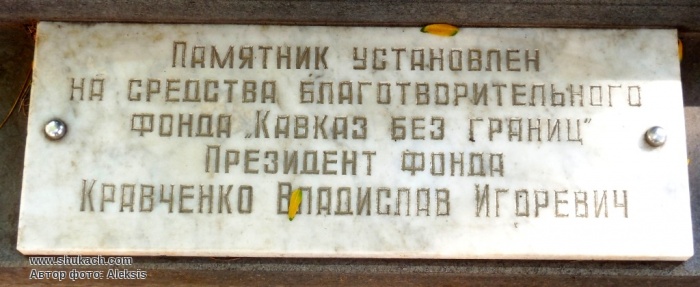 Памятник установлен
на средства благотворительного
фонда „Кавказ без границ"
Президент фонда
Кравченко Владислав Игоревич
www.shukach.com
Автор фото: Aleksis